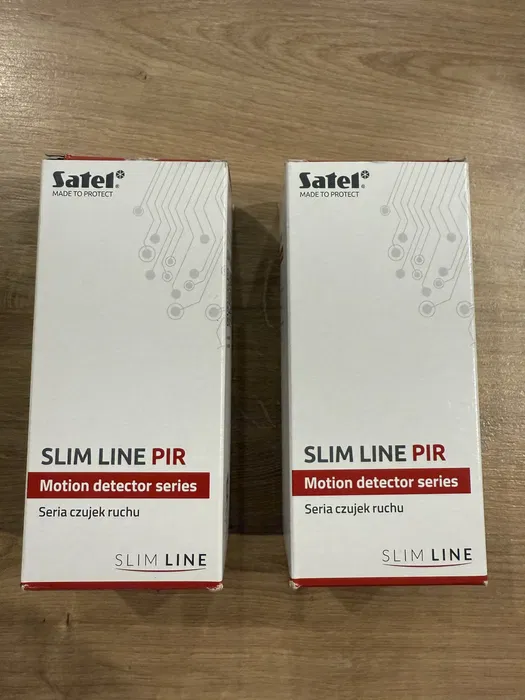 Satel®
MADE TO PROTECT
SLIM LINE PIR
Motion detector series
Seria czujek ruchu
SLIM LINE
Satel®
MADE TO PROTECT
SLIM LINE PIR
Motion detector series
Seria czujek ruchu
SLIM LINE